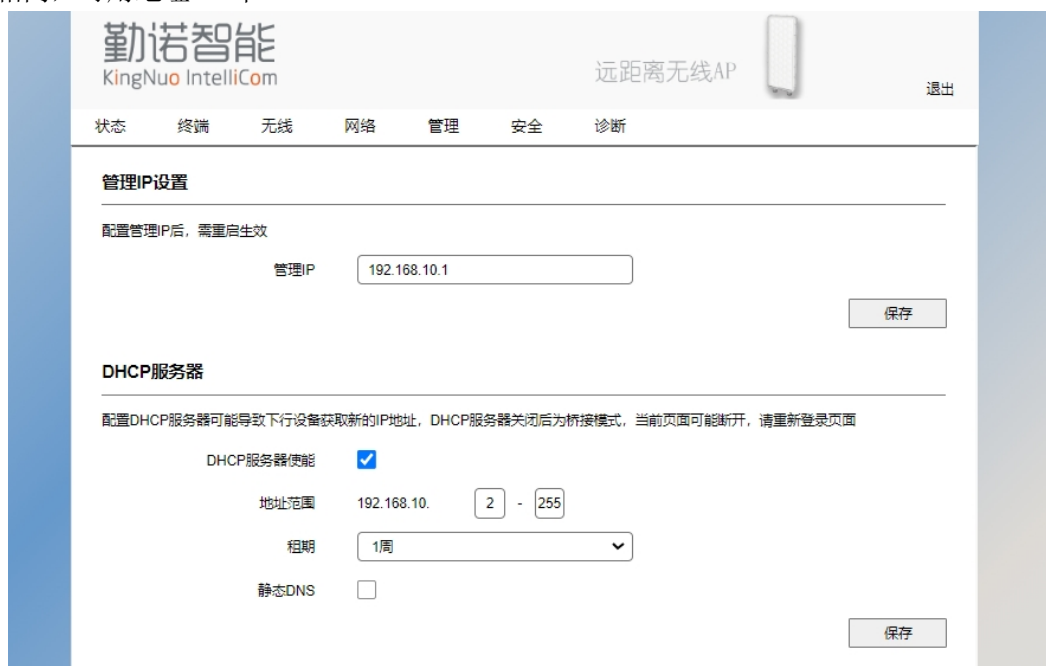 勤诺智能
KingNuo IntelliCom
远距离无线AP
退出
状态 终端 无线 网络 管理 安全 诊断
管理IP设置
配置管理IP后，需重启生效
管理IP 192.168.10.1
保存
DHCP服务器
配置DHCP服务器可能导致下行设备获取新的IP地址，DHCP服务器关闭后为桥接模式，当前页面可能断开，请重新登录页面
DHCP服务器使能
地址范围 192.168.10. 2 - 255
租期 1周
静态DNS
保存